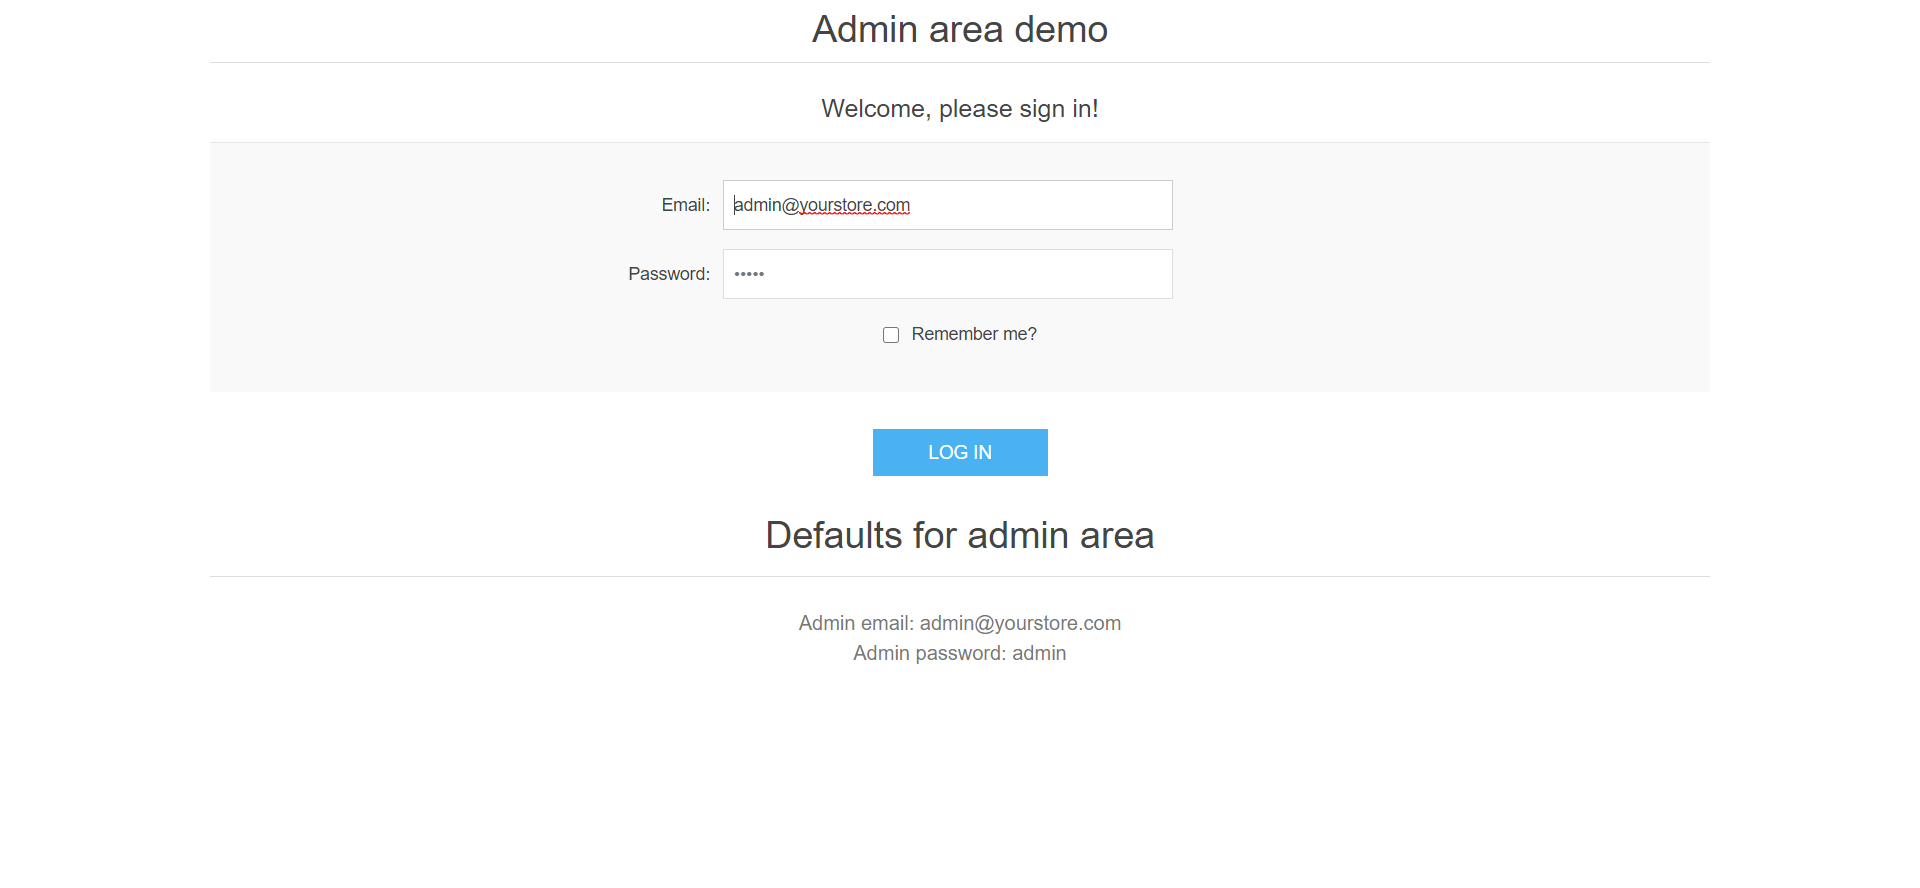 Admin area demo
Welcome, please sign in!
Email: admin@yourstore.com
Password: •••••
Remember me?
LOG IN
Defaults for admin area
Admin email: admin@yourstore.com
Admin password: admin